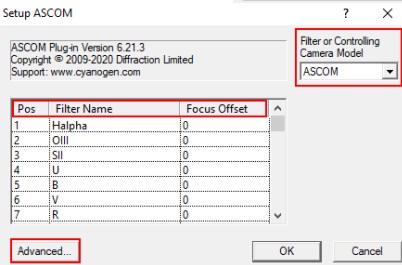 Setup ASCOM ? ×
ASCOM Plug-in Version 6.21.3
Copyright © 2009-2020 Diffraction Limited
Support: www.cyanogen.com
Filter or Controlling
Camera Model
ASCOM
Pos Filter Name Focus Offset
1 Halpha 0
2 OIII 0
3 SII 0
4 U 0
5 B 0
6 V 0
7 R 0
Advanced... OK Cancel